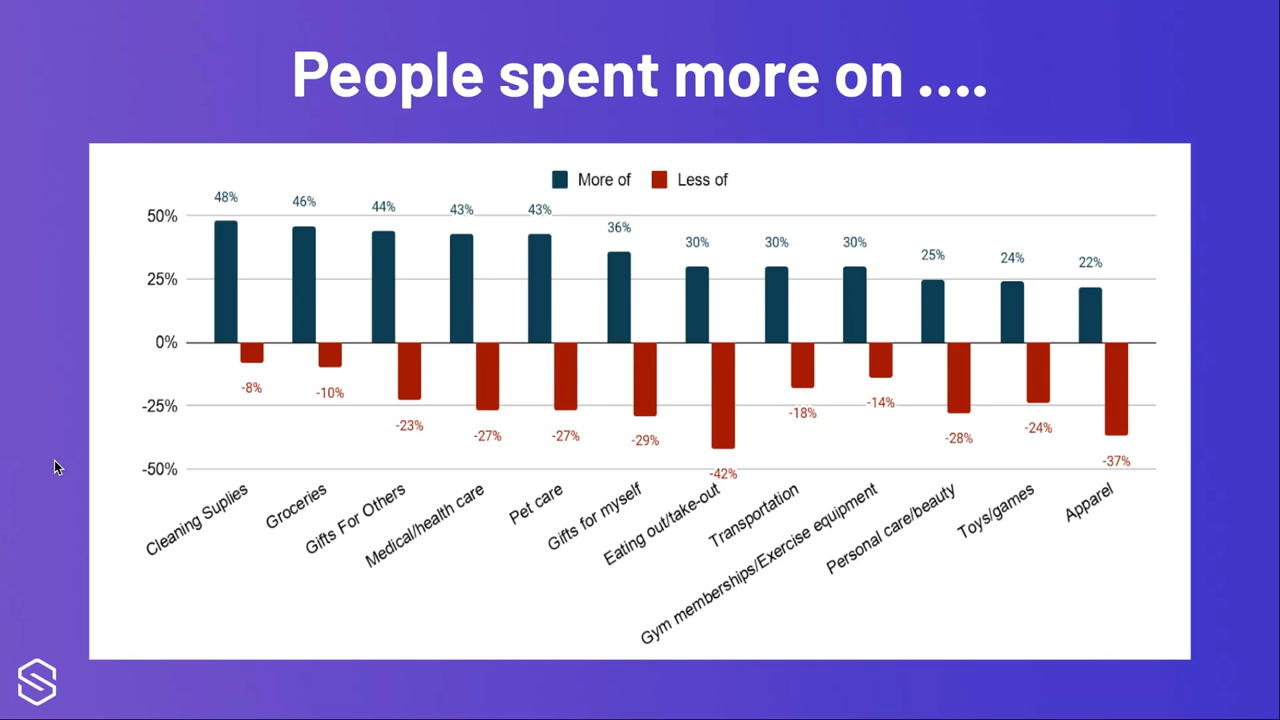 People spent more on ....
More of
Less of
48%
46%
44%
43%
43%
36%
30%
30%
30%
25%
24%
22%
50%
25%
0%
-25%
-50%
-8%
-10%
-23%
-27%
-27%
-29%
-42%
-18%
-14%
-28%
-24%
-37%
Cleaning Suplies
Groceries
Gifts For Others
Medical/health care
Pet care
Gifts for myself
Eating out/take-out
Transportation
Gym memberships/Exercise equipment
Personal care/beauty
Toys/games
Apparel